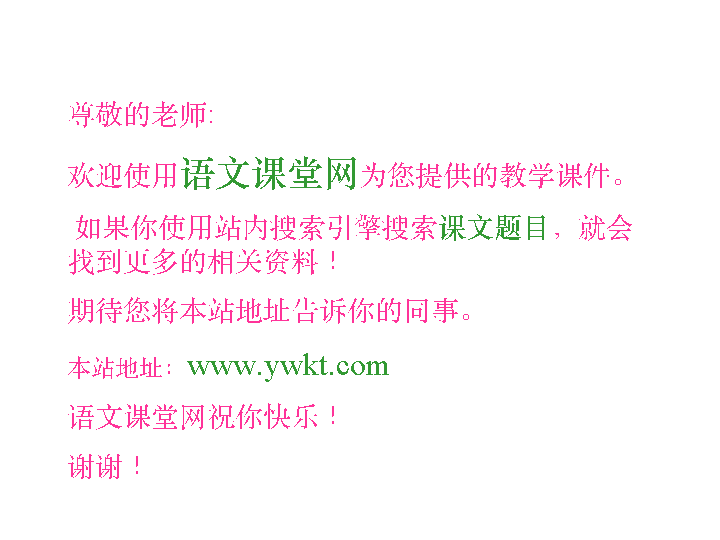 尊敬的老师:
欢迎使用语文课堂网为您提供的教学课件。
如果你使用站内搜索引擎搜索课文题目，就会
找到更多的相关资料！
期待您将本站地址告诉你的同事。
本站地址：www.ywkt.com
语文课堂网祝你快乐！
谢谢！